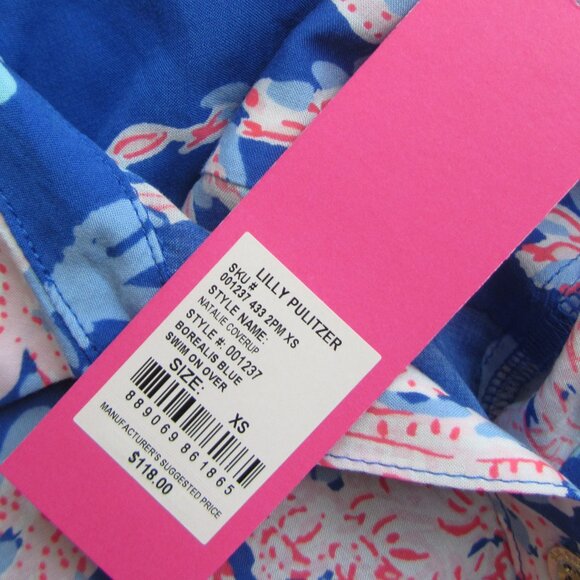 LILLY PULITZER
SKU #
001237 433 2PM XS
STYLE NAME:
NATALIE COVERUP
STYLE #: 001237
BOREALIS BLUE
SWIM ON OVER
SIZE: XS
889069861865
MANUFACTURER'S SUGGESTED PRICE
$118.00